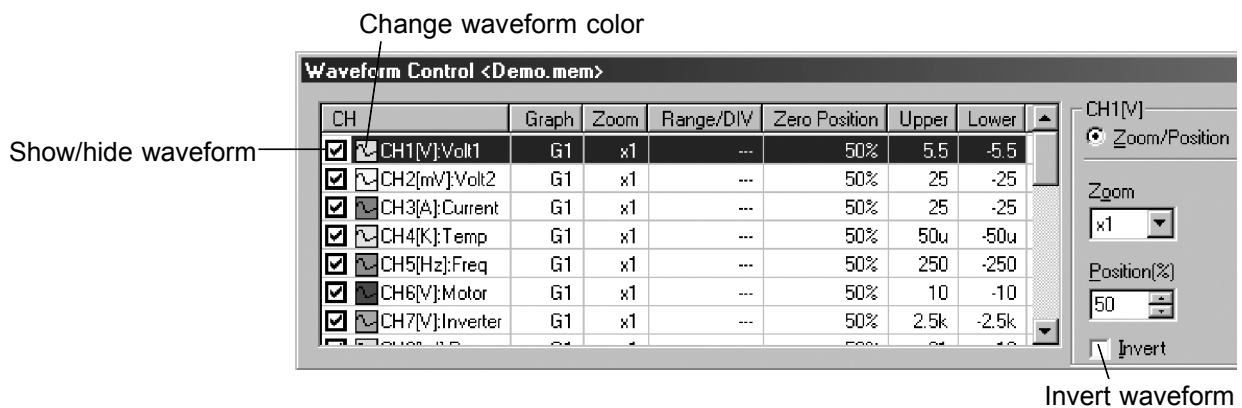 Change waveform color
Waveform Control <Demo.mem>
CH Graph Zoom Range/DIV Zero Position Upper Lower
Show/hide waveform
CH1[V]:Volt1 G1 x1 --- 50% 5.5 -5.5
CH2[mV]:Volt2 G1 x1 --- 50% 25 -25
CH3[A]:Current G1 x1 --- 50% 25 -25
CH4[K]:Temp G1 x1 --- 50% 50u -50u
CH5[Hz]:Freq G1 x1 --- 50% 250 -250
CH6[V]:Motor G1 x1 --- 50% 10 -10
CH7[V]:Inverter G1 x1 --- 50% 2.5k -2.5k
CH1[V]
Zoom/Position
Zoom
x1
Position(%)
50
Invert
Invert waveform